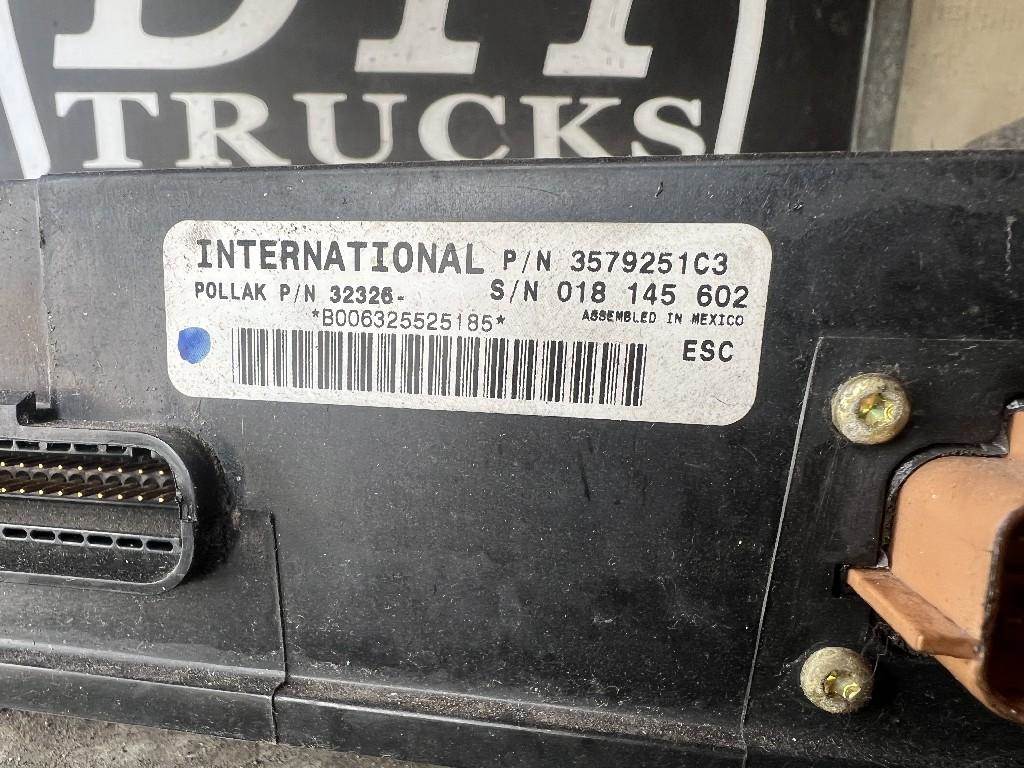 TRUCKS
INTERNATIONAL P/N 3579251C3
POLLAK P/N 32326- S/N 018 145 602
*B006325525185* ASSEMBLED IN MEXICO
ESC